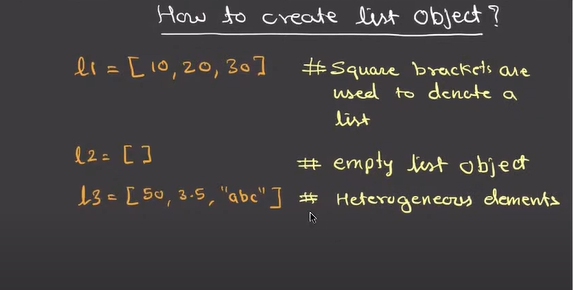 How to create list object?
l1 = [10, 20, 30] # Square brackets are
used to denote a
list
l2 = [ ] # empty list object
l3 = [50, 3.5, "abc"] # Heterogeneous elements